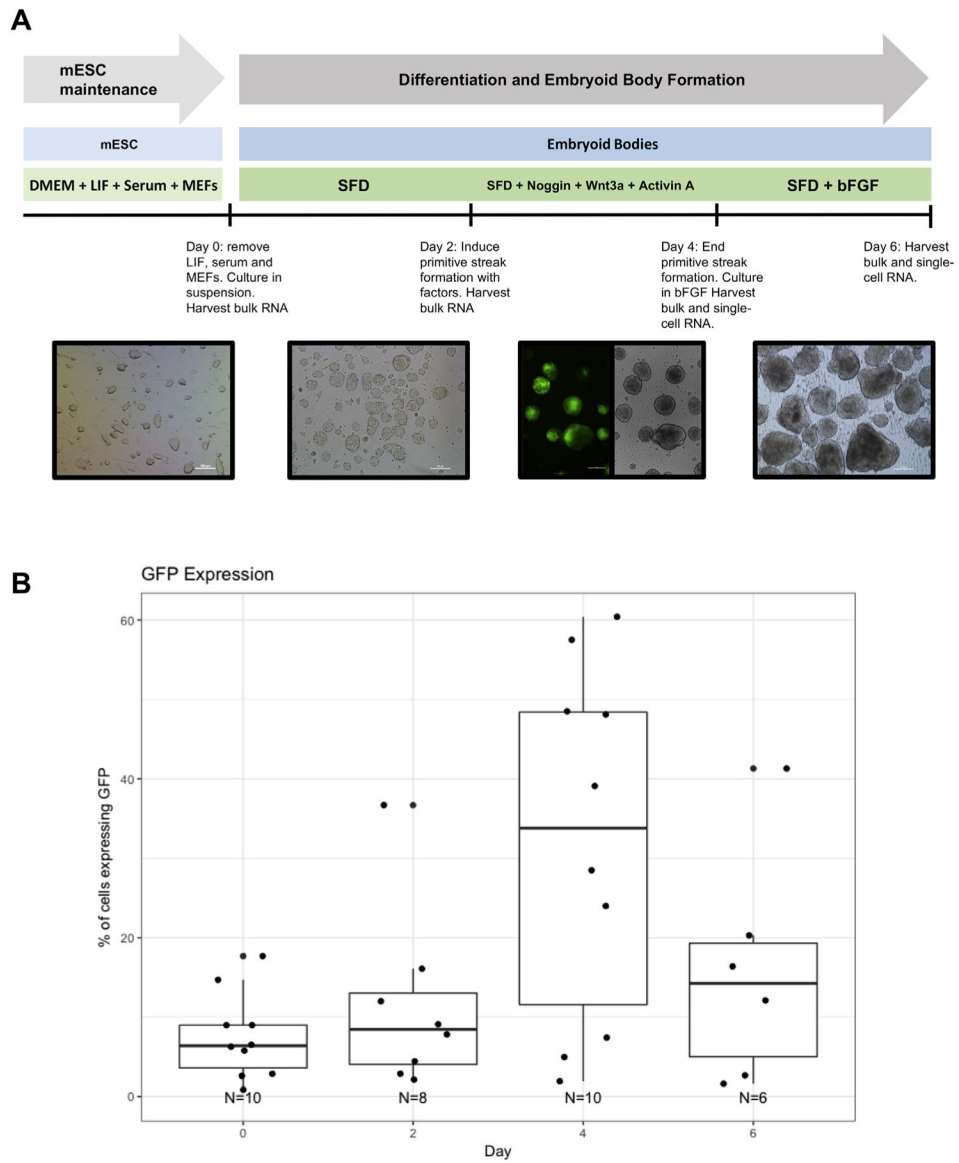 A
mESC
maintenance
Differentiation and Embryoid Body Formation
mESC
Embryoid Bodies
DMEM + LIF + Serum + MEFs
SFD
SFD + Noggin + Wnt3a + Activin A
SFD + bFGF
Day 0: remove
LIF, serum and
MEFs. Culture in
suspension.
Harvest bulk RNA
Day 2: Induce
primitive streak
formation with
factors. Harvest
bulk RNA
Day 4: End
primitive streak
formation. Culture
in bFGF Harvest
bulk and single-
cell RNA.
Day 6: Harvest
bulk and single-
cell RNA.
B
GFP Expression
% of cells expressing GFP
60
40
20
0
N=10
N=8
N=10
N=6
0
2
4
6
Day